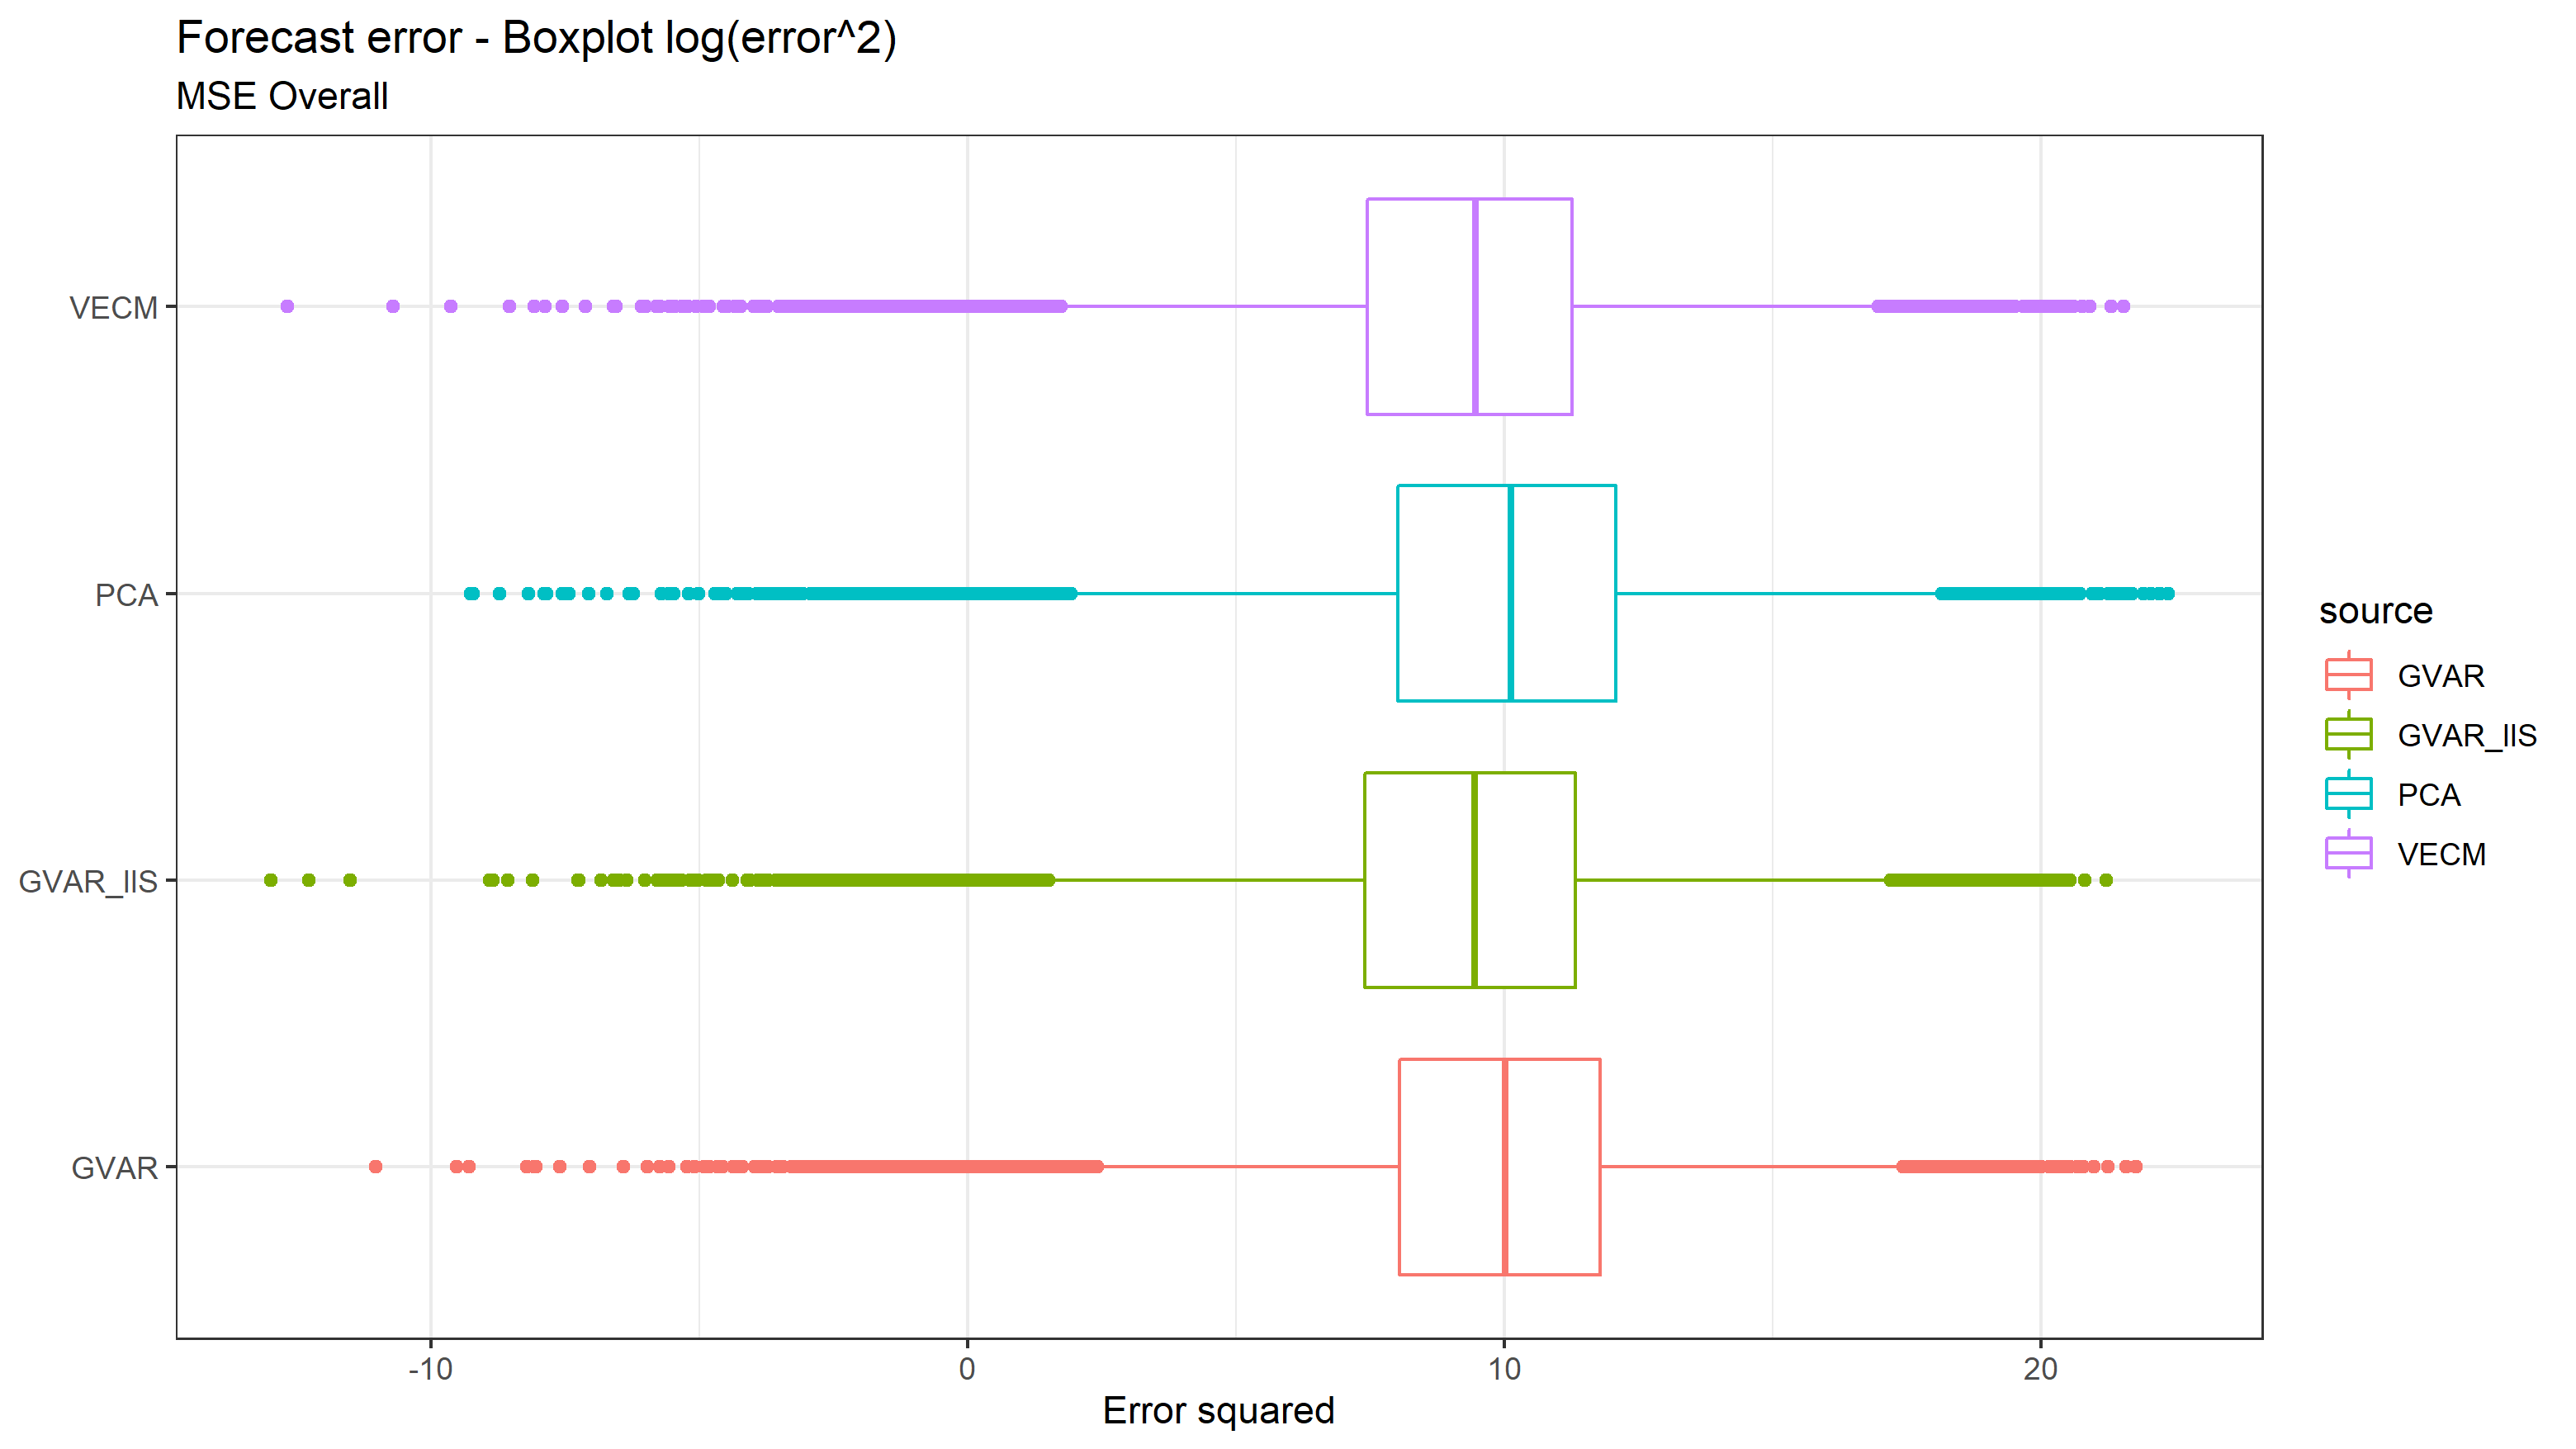 Forecast error - Boxplot log(error^2)
MSE Overall
VECM
PCA
GVAR_IIS
GVAR
-10 0 10 20
Error squared
source
GVAR
GVAR_IIS
PCA
VECM